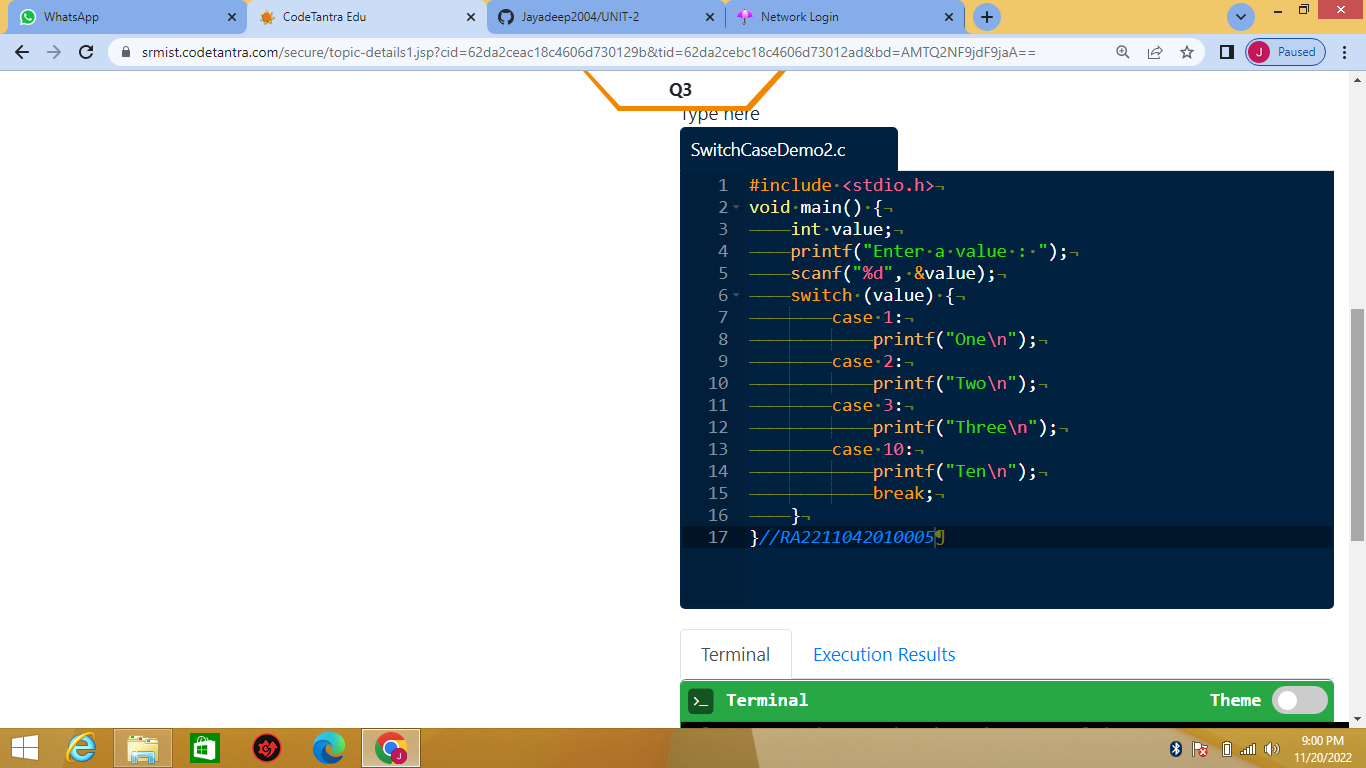 WhatsApp
CodeTantra Edu
Jayadeep2004/UNIT-2
Network Login
srmist.codetantra.com/secure/topic-details1.jsp?cid=62da2ceac18c4606d730129b&tid=62da2cebc18c4606d73012ad&bd=AMTQ2NF9jdF9jaA==
J Paused
Q3
Type here
SwitchCaseDemo2.c
1 #include <stdio.h>
2 void main() {
3 int value;
4 printf("Enter a value : ");
5 scanf("%d", &value);
6 switch (value) {
7 case 1:
8 printf("One\n");
9 case 2:
10 printf("Two\n");
11 case 3:
12 printf("Three\n");
13 case 10:
14 printf("Ten\n");
15 break;
16 }
17 }//RA2211042010005
Terminal
Execution Results
Terminal
Theme
J
9:00 PM
11/20/2022